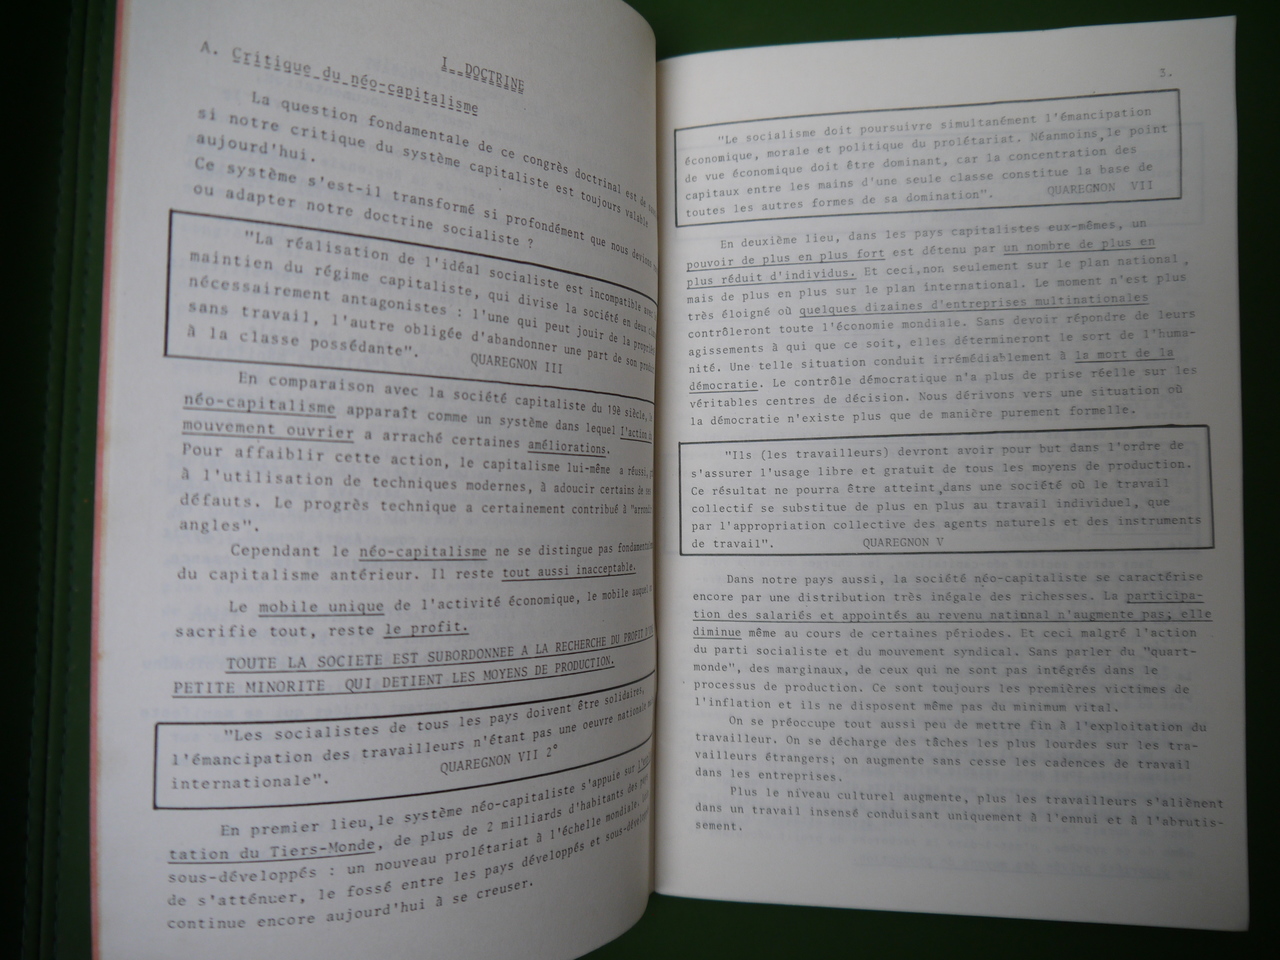 I. DOCTRINE
A. Critique du néo-capitalisme
La question fondamentale de ce congrès doctrinal est de
si notre critique du système capitaliste est toujours valable
aujourd'hui.
Ce système s'est-il transformé si profondément que nous devions
ou adapter notre doctrine socialiste ?
"La réalisation de l'idéal socialiste est incompatible avec
maintien du régime capitaliste, qui divise la société en deux
nécessairement antagonistes : l'une qui peut jouir de la propriété
sans travail, l'autre obligée d'abandonner une part de son
à la classe possédante". QUAREGNON III
En comparaison avec la société capitaliste du 19è siècle,
néo-capitalisme apparaît comme un système dans lequel l'action
mouvement ouvrier a arraché certaines améliorations.
Pour affaiblir cette action, le capitalisme lui-même a réussi,
à l'utilisation de techniques modernes, à adoucir certains de
défauts. Le progrès technique a certainement contribué à
angles".
Cependant le néo-capitalisme ne se distingue pas
du capitalisme antérieur. Il reste tout aussi inacceptable.
Le mobile unique de l'activité économique, le mobile auquel
sacrifie tout, reste le profit.
TOUTE LA SOCIETE EST SUBORDONNEE A LA RECHERCHE DU PROFIT
PETITE MINORITE QUI DETIENT LES MOYENS DE PRODUCTION.
"Les socialistes de tous les pays doivent être solidaires,
l'émancipation des travailleurs n'étant pas une oeuvre nationale
internationale". QUAREGNON VII 2°
En premier lieu, le système néo-capitaliste s'appuie sur
tation du Tiers-Monde, de plus de 2 milliards d'habitants des
sous-développés : un nouveau prolétariat à l'échelle mondiale.
de s'atténuer, le fossé entre les pays développés et
continue encore aujourd'hui à se creuser.
3.
"Le socialisme doit poursuivre simultanément l'émancipation
économique, morale et politique du prolétariat. Néanmoins, le point
de vue économique doit être dominant, car la concentration des
capitaux entre les mains d'une seule classe constitue la base de
toutes les autres formes de sa domination". QUAREGNON VII
En deuxième lieu, dans les pays capitalistes eux-mêmes, un
pouvoir de plus en plus fort est détenu par un nombre de plus en
plus réduit d'individus. Et ceci, non seulement sur le plan national,
mais de plus en plus sur le plan international. Le moment n'est plus
très éloigné où quelques dizaines d'entreprises multinationales
contrôleront toute l'économie mondiale. Sans devoir répondre de leurs
agissements à qui que ce soit, elles détermineront le sort de l'huma-
nité. Une telle situation conduit irrémédiablement à la mort de la
démocratie. Le contrôle démocratique n'a plus de prise réelle sur les
véritables centres de décision. Nous dérivons vers une situation où
la démocratie n'existe plus que de manière purement formelle.
"Ils (les travailleurs) devront avoir pour but dans l'ordre de
s'assurer l'usage libre et gratuit de tous les moyens de production.
Ce résultat ne pourra être atteint, dans une société où le travail
collectif se substitue de plus en plus au travail individuel, que
par l'appropriation collective des agents naturels et des instruments
de travail". QUAREGNON V
Dans notre pays aussi, la société néo-capitaliste se caractérise
encore par une distribution très inégale des richesses. La participa-
tion des salariés et appointés au revenu national n'augmente pas; elle
diminue même au cours de certaines périodes. Et ceci malgré l'action
du parti socialiste et du mouvement syndical. Sans parler du "quart-
monde", des marginaux, de ceux qui ne sont pas intégrés dans le
processus de production. Ce sont toujours les premières victimes de
l'inflation et ils ne disposent même pas du minimum vital.
On se préoccupe tout aussi peu de mettre fin à l'exploitation du
travailleur. On se décharge des tâches les plus lourdes sur les tra-
vailleurs étrangers; on augmente sans cesse les cadences de travail
dans les entreprises.
Plus le niveau culturel augmente, plus les travailleurs s'aliènent
dans un travail insensé conduisant uniquement à l'ennui et à l'abrutis-
sement.